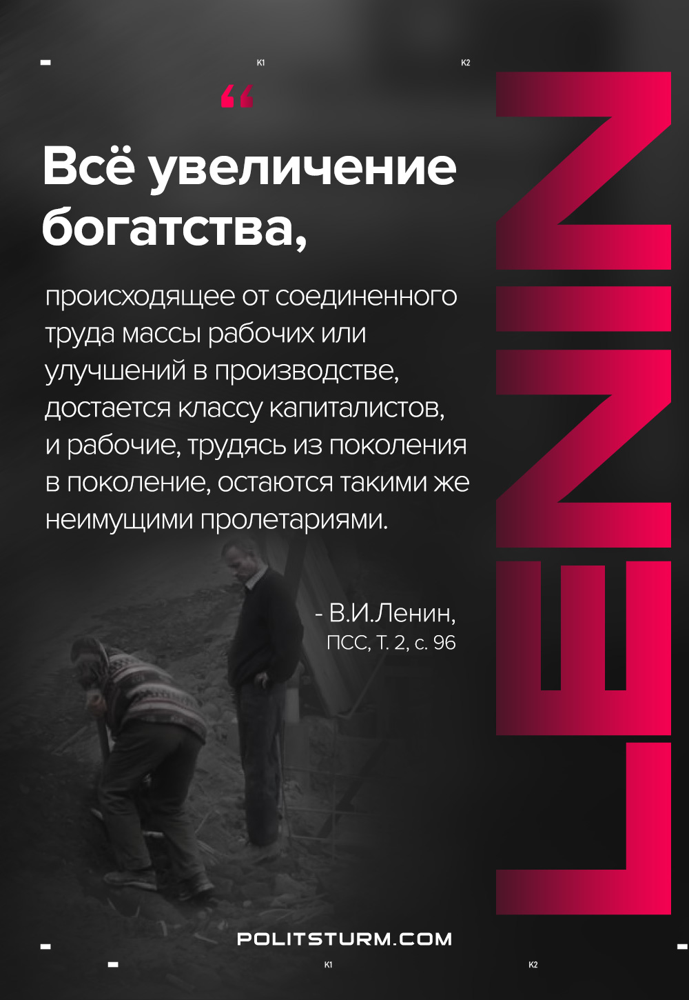 K1 K2
“
Всё увеличение
богатства,
происходящее от соединенного
труда массы рабочих или
улучшений в производстве,
достается классу капиталистов,
и рабочие, трудясь из поколения
в поколение, остаются такими же
неимущими пролетариями.
- В.И.Ленин,
ПСС, Т. 2, с. 96
LENIN
POLITSTURM.COM
K1 K2